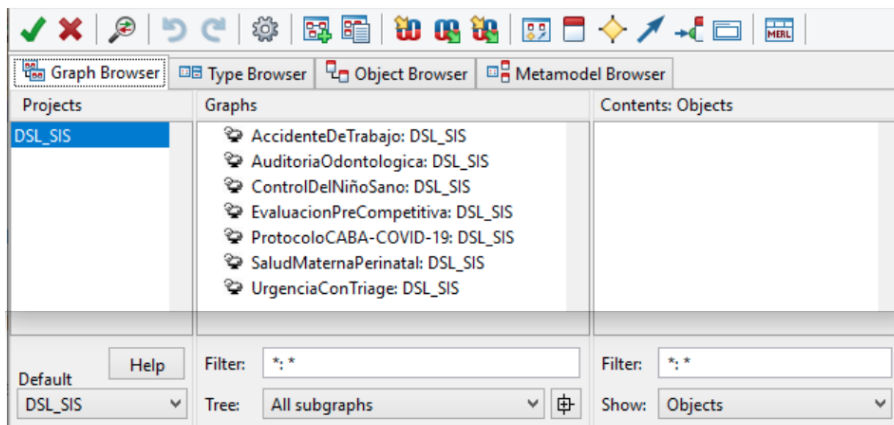 MERL
Graph Browser
Type Browser
Object Browser
Metamodel Browser
Projects
Graphs
Contents: Objects
DSL_SIS
AccidenteDeTrabajo: DSL_SIS
AuditoriaOdontologica: DSL_SIS
ControlDelNiñoSano: DSL_SIS
EvaluacionPreCompetitiva: DSL_SIS
ProtocoloCABA-COVID-19: DSL_SIS
SaludMaternaPerinatal: DSL_SIS
UrgenciaConTriage: DSL_SIS
Default
Help
Filter:
*: *
Filter:
*: *
DSL_SIS
Tree:
All subgraphs
Show:
Objects